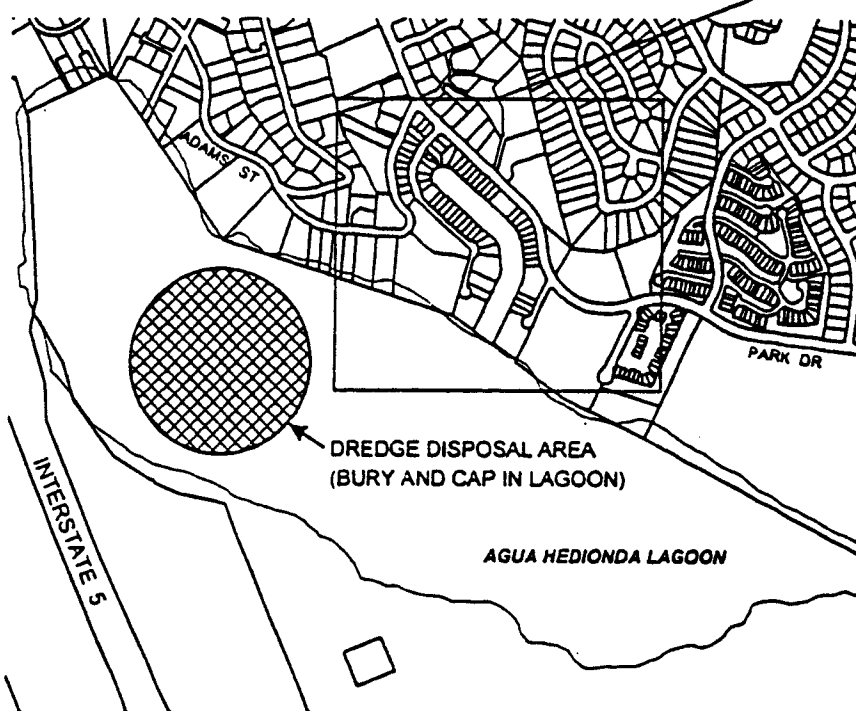 ADAMS ST
PARK DR
DREDGE DISPOSAL AREA
(BURY AND CAP IN LAGOON)
INTERSTATE 5
AGUA HEDIONDA LAGOON